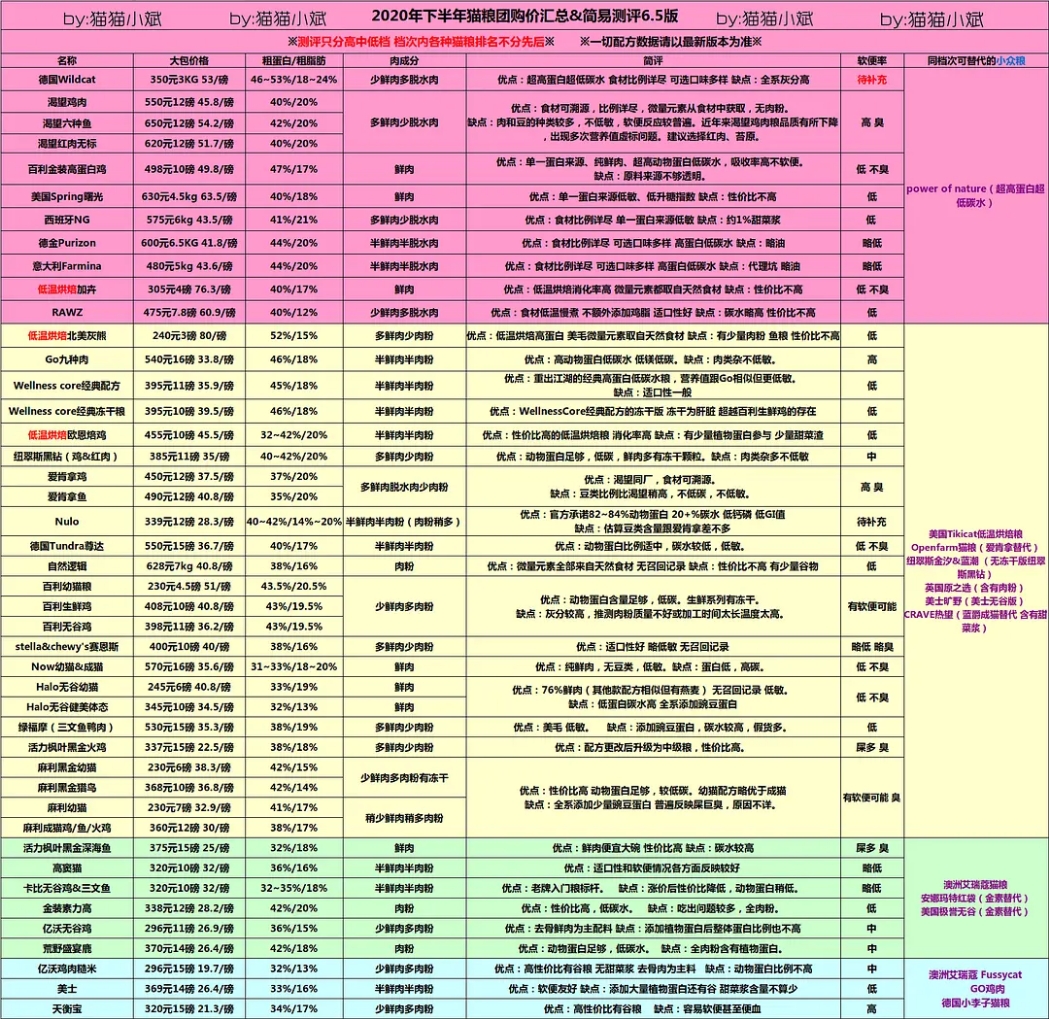 by:猫猫小斌 by:猫猫小斌 2020年下半年猫粮团购价汇总&简易测评6.5版 by:猫猫小斌 by:猫猫小斌
※测评只分高中低档 档次内各种猫粮排名不分先后※ ※一切配方数据请以最新版本为准※
名称 大包价格 粗蛋白/粗脂肪 肉成分 简评 软便率 同档次可替代的小众粮
德国Wildcat 350元3KG 53/磅 46~53%/18~24% 少鲜肉多脱水肉 优点：超高蛋白超低碳水 食材比例详尽 可选口味多样 缺点：全系灰分高 待补充
渴望鸡肉 550元12磅 45.8/磅 40%/20%
渴望六种鱼 650元12磅 54.2/磅 42%/20%
渴望红肉无标 620元12磅 51.7/磅 40%/20%
多鲜肉少脱水肉
优点：食材可溯源，比例详尽，微量元素从食材中获取，无肉粉。
缺点：肉和豆的种类较多，不低敏，软便反应较普遍。近年来渴望鸡肉粮品质有所下降
，出现多次营养值虚标问题。建议选择红肉、苔原。
高 臭
百利金装高蛋白鸡 498元10磅 49.8/磅 47%/17% 鲜肉
优点：单一蛋白来源、纯鲜肉、超高动物蛋白低碳水，吸收率高不软便。
缺点：原料来源不够透明。
低 不臭
美国Spring曙光 630元4.5kg 63.5/磅 40%/18% 鲜肉 优点：单一蛋白来源低敏、低升糖指数 缺点：性价比不高 低
西班牙NG 575元6kg 43.5/磅 41%/21% 多鲜肉少脱水肉 优点：食材比例详尽 单一蛋白来源低敏 缺点：约1%甜菜浆 低
德金Purizon 600元6.5KG 41.8/磅 44%/20% 半鲜肉半脱水肉 优点：食材比例详尽 可选口味多样 高蛋白低碳水 缺点：略油 略低
意大利Farmina 480元5kg 43.6/磅 44%/20% 半鲜肉半脱水肉 优点：食材比例详尽 可选口味多样 高蛋白低碳水 缺点：代理坑 略油 略低
低温烘焙加卉 305元4磅 76.3/磅 40%/17% 鲜肉 优点：低温烘焙消化率高 微量元素都取自天然食材 缺点：性价比不高 低 不臭
RAWZ 475元7.8磅 60.9/磅 40%/12% 少鲜肉多脱水肉 优点：食材低温慢煮 不额外添加鸡脂 适口性好 缺点：碳水略高 性价比不高 低
power of nature（超高蛋白超
低碳水）
低温烘焙北美灰熊 240元3磅 80/磅 52%/15% 多鲜肉少肉粉 优点：低温烘焙高蛋白 美毛微量元素取自天然食材 缺点：有少量肉粉 鱼粮 性价比不高 低
Go九种肉 540元16磅 33.8/磅 46%/18% 半鲜肉半肉粉 优点：高动物蛋白低碳水 低镁低碳。缺点：肉类杂不低敏。 高
Wellness core经典配方 395元11磅 35.9/磅 45%/18% 半鲜肉半肉粉
优点：重出江湖的经典高蛋白低碳水粮，营养值跟Go相似但更低敏。
缺点：适口性一般
低
Wellness core经典冻干粮 395元10磅 39.5/磅 46%/18% 半鲜肉半肉粉 优点：WellnessCore经典配方的冻干版 冻干为肝脏 超越百利生鲜鸡的存在 低
低温烘焙欧恩焙鸡 455元10磅 45.5/磅 32~42%/20% 半鲜肉半肉粉 优点：性价比高的低温烘焙粮 消化率高 缺点：有少量植物蛋白参与 少量甜菜渣 低
纽翠斯黑钻（鸡&红肉） 385元11磅 35/磅 40~42%/20% 多鲜肉少肉粉 优点：动物蛋白足够，低碳，鲜肉多有冻干颗粒。缺点：肉类杂多不低敏 中
爱肯拿鸡 450元12磅 37.5/磅 37%/20%
爱肯拿鱼 490元12磅 40.8/磅 35%/20%
多鲜肉脱水肉少肉粉
优点：渴望同厂，食材可溯源。
缺点：豆类比例比渴望稍高，不低碳，不低敏。
高 臭
Nulo 339元12磅 28.3/磅 40~42%/14%~20% 半鲜肉半肉粉（肉粉稍多）
优点：官方承诺82~84%动物蛋白 20+%碳水 低钙磷 低GI值
缺点：估算豆类含量跟爱肯拿差不多
待补充
德国Tundra尊达 550元15磅 36.7/磅 40%/17% 半鲜肉半肉粉 优点：动物蛋白比例适中，碳水较低，低敏。 低 不臭
自然逻辑 628元7kg 40.8/磅 38%/16% 肉粉 优点：微量元素全部来自天然食材 无召回记录 缺点：性价比不高 有少量谷物 低
百利幼猫粮 230元4.5磅 51/磅 43.5%/20.5%
百利生鲜鸡 408元10磅 40.8/磅 43%/19.5%
百利无谷鸡 398元11磅 36.2/磅 43%/19.5%
少鲜肉多肉粉
优点：动物蛋白含量足够，低碳。生鲜系列有冻干。
缺点：灰分较高，推测肉粉质量不好或加工时间太长温度太高。
有软便可能
stella&chewy's赛恩斯 400元10磅 40/磅 38%/16% 多鲜肉少肉粉 优点：适口性好 略低敏 无召回记录 略低 略臭
Now幼猫&成猫 570元16磅 35.6/磅 31~33%/18~20% 鲜肉 优点：纯鲜肉，无豆类，低敏。缺点：蛋白低，高碳。 低 不臭
Halo无谷幼猫 245元6磅 40.8/磅 33%/19% 鲜肉
Halo无谷健美体态 345元10磅 34.5/磅 32%/13% 鲜肉
优点：76%鲜肉（其他款配方相似但有燕麦）无召回记录 低敏。
缺点：低蛋白碳水高 全系添加豌豆蛋白
低 不臭
绿福摩（三文鱼鸭肉） 530元15磅 35.3/磅 38%/19% 多鲜肉少肉粉 优点：美毛 低敏。 缺点：添加豌豆蛋白，碳水较高，假货多。 低
活力枫叶黑金火鸡 337元15磅 22.5/磅 38%/18% 多鲜肉少肉粉 优点：配方更改后升级为中级粮，性价比高。 屎多 臭
麻利黑金幼猫 230元6磅 38.3/磅 42%/15%
麻利黑金猫鸟 368元10磅 36.8/磅 42%/14%
少鲜肉多肉粉有冻干
麻利幼猫 230元7磅 32.9/磅 41%/17%
麻利成猫鸡/鱼/火鸡 360元12磅 30/磅 38%/17%
稍少鲜肉稍多肉粉
优点：性价比高 动物蛋白足够，较低碳。幼猫配方略优于成猫
缺点：全系添加少量豌豆蛋白 普遍反映屎巨臭，原因不详。
有软便可能 臭
美国Tikicat低温烘焙粮
Openfarm猫粮（爱肯拿替代）
纽翠斯金汐&蓝潮（无冻干版纽翠
斯黑钻）
英国原之选（含有肉粉）
美士旷野（美士无谷版）
CRAVE热望（蓝爵成猫替代 含有甜
菜浆）
活力枫叶黑金深海鱼 375元15磅 25/磅 32%/18% 鲜肉 优点：鲜肉便宜大碗 性价比高 缺点：碳水较高 屎多 臭
高窦猫 320元10磅 32/磅 36%/16% 半鲜肉半肉粉 优点：适口性和软便情况各方面反映较好 略低
卡比无谷鸡&三文鱼 320元10磅 32/磅 32~35%/18% 半鲜肉半肉粉 优点：老牌入门粮标杆。 缺点：涨价后性价比降低，动物蛋白稍低。 略低
金装素力高 338元12磅 28.2/磅 42%/20% 肉粉 优点：性价比高，低碳水。 缺点：吃出问题较多，全肉粉。 低
亿沃无谷鸡 296元11磅 26.9/磅 36%/15% 少鲜肉多肉粉 优点：去骨鲜肉为主配料 缺点：添加植物蛋白后整体蛋白比例也不高 中
荒野盛宴鹿 370元14磅 26.4/磅 42%/18% 肉粉 优点：动物蛋白足够，低碳水。 缺点：全肉粉含有植物蛋白。 中
澳洲艾瑞蔻猫粮
安娜玛特红袋（金素替代）
美国极誉无谷（金素替代）
亿沃鸡肉糙米 296元15磅 19.7/磅 32%/13% 少鲜肉多肉粉 优点：高性价比有谷粮 无甜菜浆 去骨肉为主料 缺点：动物蛋白比例不高 中
美士 369元14磅 26.4/磅 33%/16% 半鲜肉半肉粉 优点：软便友好 缺点：添加大量植物蛋白还有谷 甜菜浆含量不算少 低
天衡宝 320元15磅 21.3/磅 34%/17% 少鲜肉多肉粉 优点：高性价比有谷粮 缺点：容易软便甚至便血 高
澳洲艾瑞蔻 Fussycat
GO鸡肉
德国小李子猫粮